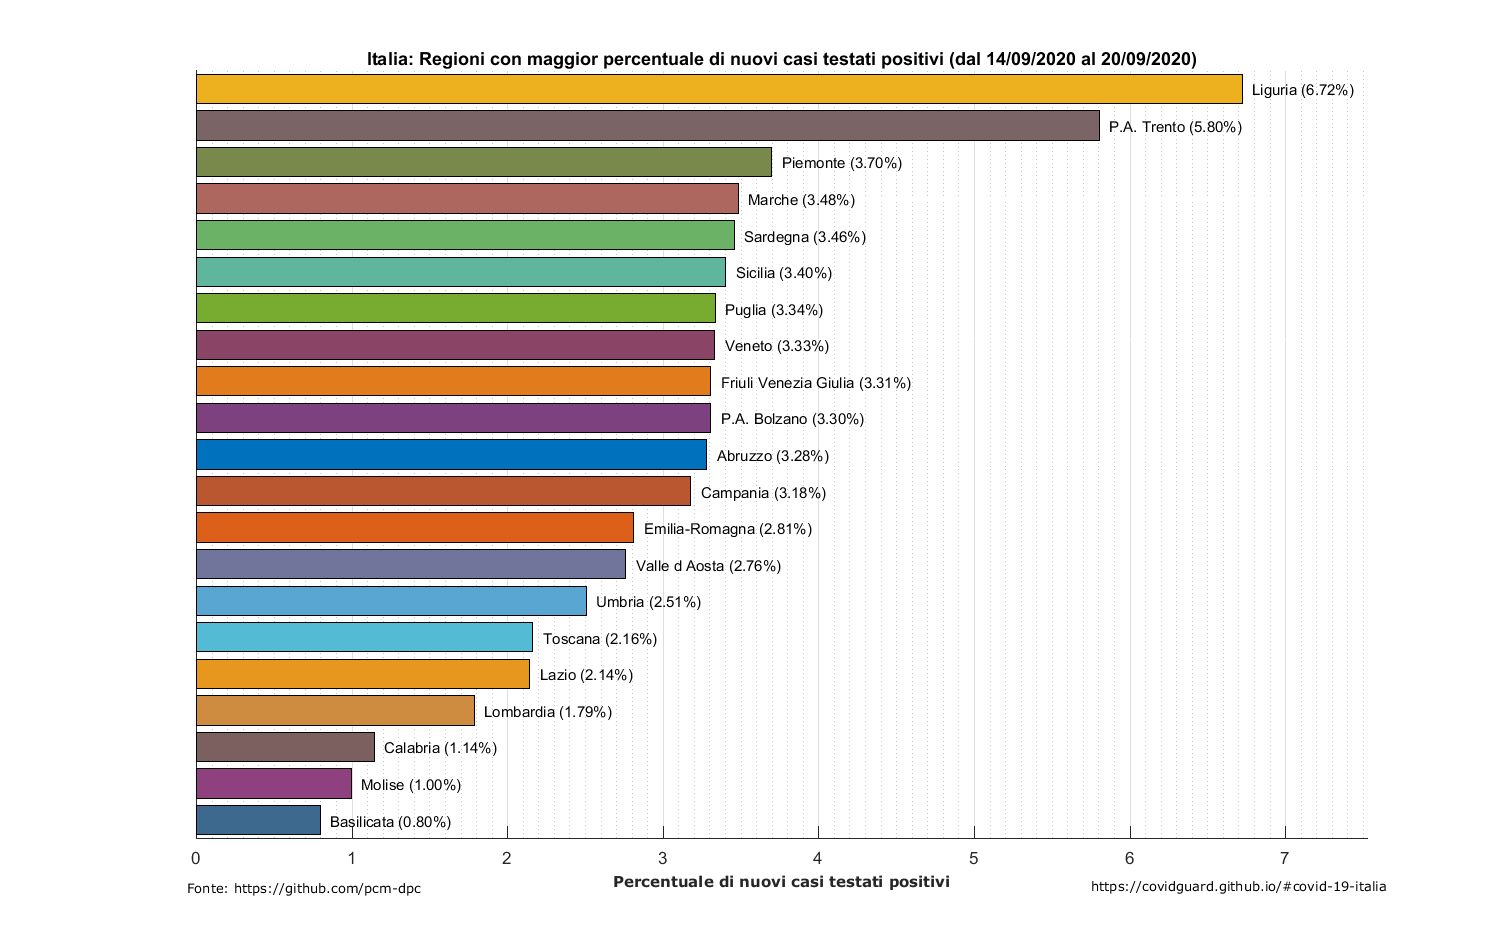 Italia: Regioni con maggior percentuale di nuovi casi testati positivi (dal 14/09/2020 al 20/09/2020)
Liguria (6.72%)
P.A. Trento (5.80%)
Piemonte (3.70%)
Marche (3.48%)
Sardegna (3.46%)
Sicilia (3.40%)
Puglia (3.34%)
Veneto (3.33%)
Friuli Venezia Giulia (3.31%)
P.A. Bolzano (3.30%)
Abruzzo (3.28%)
Campania (3.18%)
Emilia-Romagna (2.81%)
Valle d Aosta (2.76%)
Umbria (2.51%)
Toscana (2.16%)
Lazio (2.14%)
Lombardia (1.79%)
Calabria (1.14%)
Molise (1.00%)
Basilicata (0.80%)
0 1 2 3 4 5 6 7
Percentuale di nuovi casi testati positivi
Fonte: https://github.com/pcm-dpc
https://covidguard.github.io/#covid-19-italia